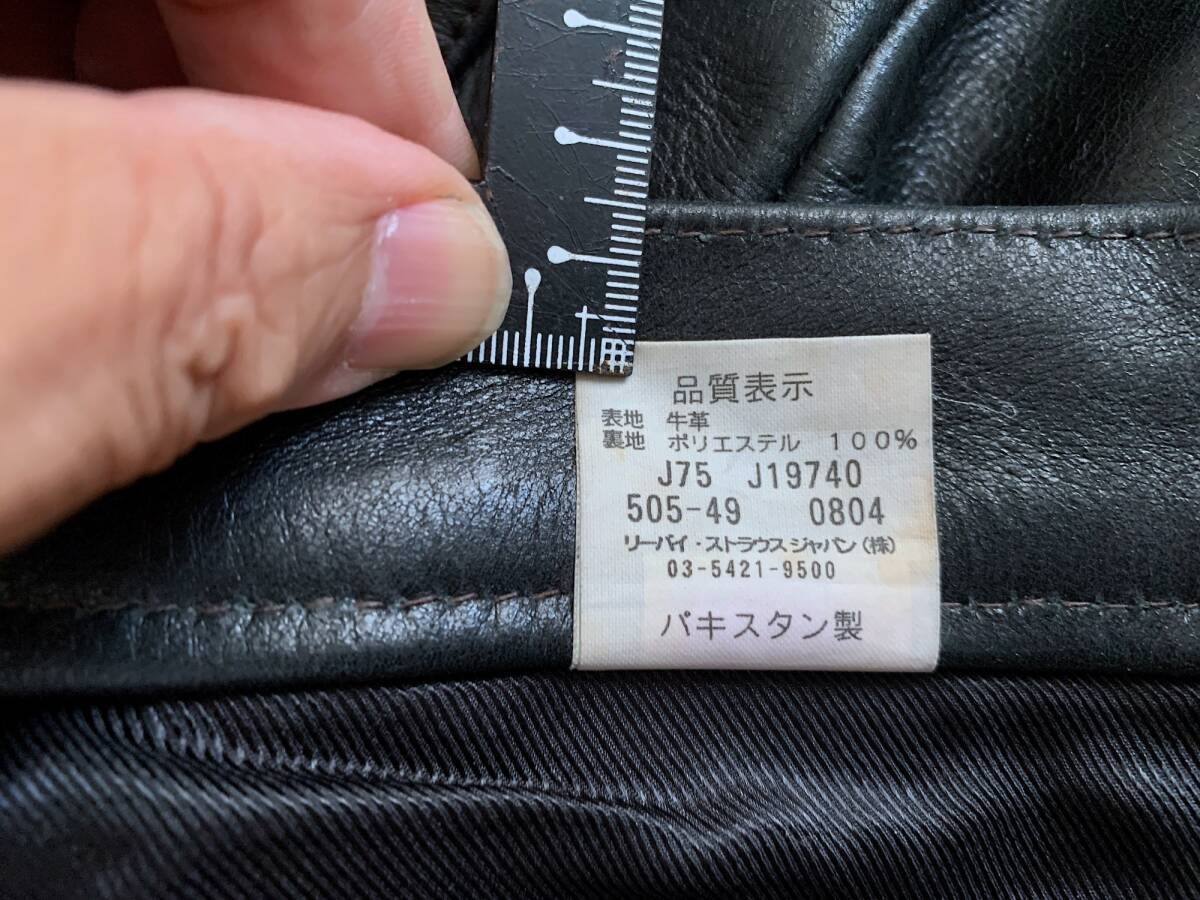 品質表示
表地 牛革
裏地 ポリエステル 100%
J75 J19740
505-49 0804
リーバイ・ストラウスジャパン(株)
03-5421-9500
パキスタン製